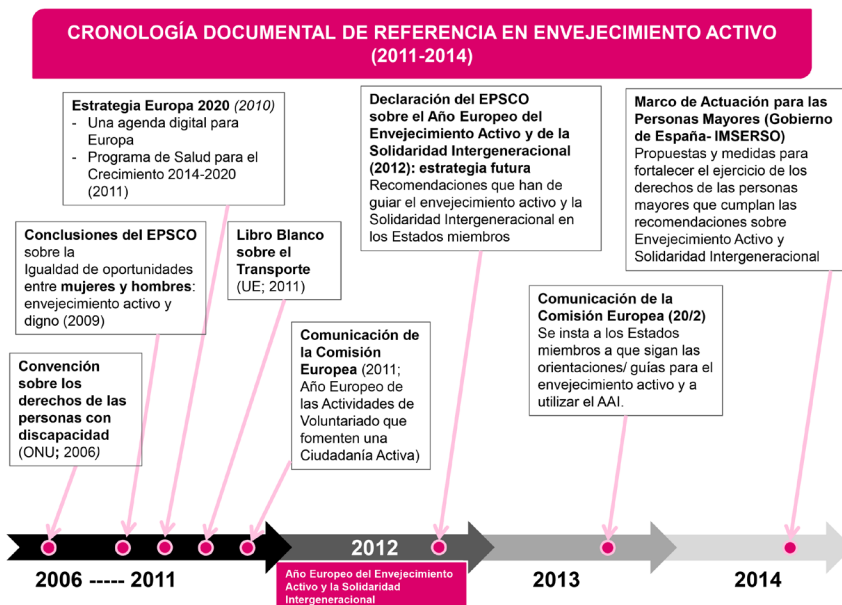 CRONOLOGÍA DOCUMENTAL DE REFERENCIA EN ENVEJECIMIENTO ACTIVO
(2011-2014)
Estrategia Europa 2020 (2010)
- Una agenda digital para
Europa
- Programa de Salud para el
Crecimiento 2014-2020
(2011)
Declaración del EPSCO
sobre el Año Europeo del
Envejecimiento Activo y de la
Solidaridad Intergeneracional
(2012): estrategia futura
Recomendaciones que han de
guiar el envejecimiento activo y
la Solidaridad Intergeneracional en
los Estados miembros
Marco de Actuación para las
Personas Mayores (Gobierno
de España- IMSERSO)
Propuestas y medidas para
fortalecer el ejercicio de los
derechos de las personas
mayores que cumplan las
recomendaciones sobre
Envejecimiento Activo y
Solidaridad Intergeneracional
Conclusiones del EPSCO
sobre la
Igualdad de oportunidades
entre mujeres y hombres:
envejecimiento activo y
digno (2009)
Libro Blanco
sobre el
Transporte
(UE; 2011)
Comunicación de la
Comisión Europea (20/2)
Se insta a los Estados
miembros a que sigan las
orientaciones/ guías para el
envejecimiento activo y a
utilizar el AAI.
Convención
sobre los
derechos de las
personas con
discapacidad
(ONU; 2006)
Comunicación de
la Comisión
Europea (2011;
Año Europeo de
las Actividades de
Voluntariado que
fomenten una
Ciudadanía Activa)
2006 ----- 2011
2012
Año Europeo del Envejecimiento
Activo y la Solidaridad
Intergeneracional
2013
2014